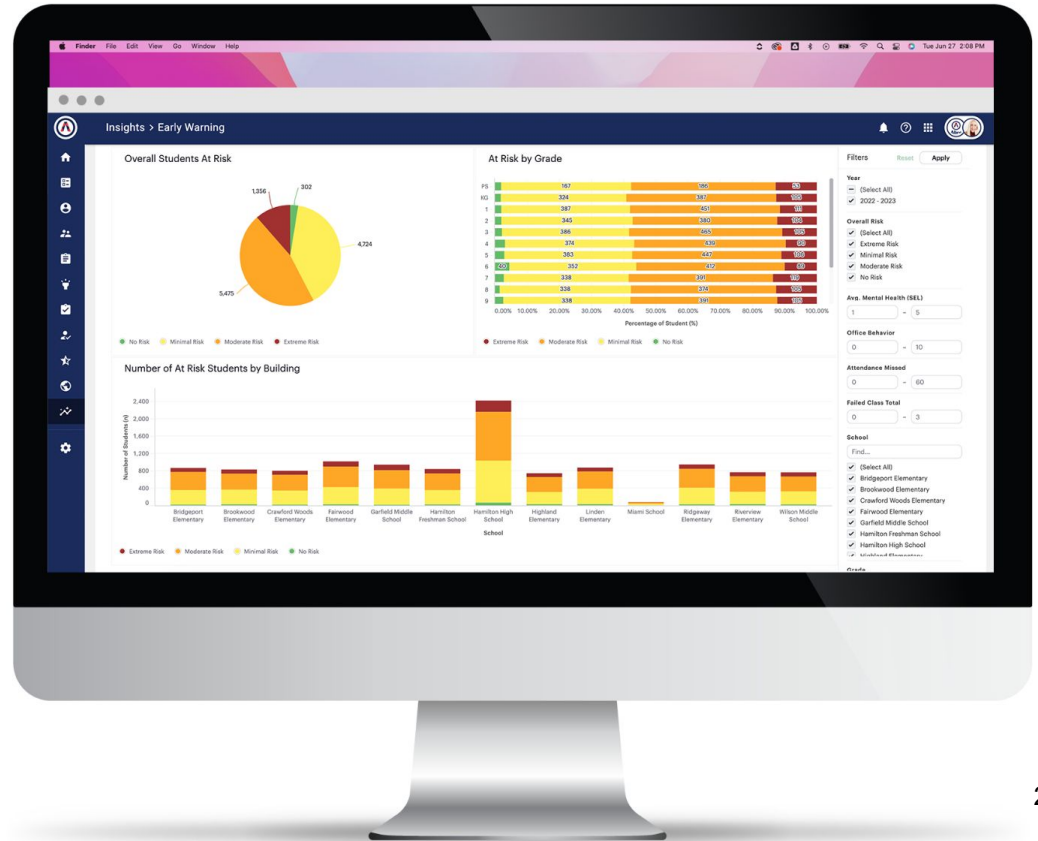 Finder File Edit View Go Window Help
Tue Jun 27 2:08 PM
Insights > Early Warning
Overall Students At Risk
1,356
302
4,724
5,475
No Risk Minimal Risk Moderate Risk Extreme Risk
At Risk by Grade
PS 167 186 53
KG 324 387
1 387 451 111
2 345 380 104
3 386 465
4 374 439 90
5 383 447
6 40 352 412
7 338 391
8 338 374
9 338 391
0.00% 10.00% 20.00% 30.00% 40.00% 50.00% 60.00% 70.00% 80.00% 90.00% 100.00%
Percentage of Student (%)
Extreme Risk Moderate Risk Minimal Risk No Risk
Number of At Risk Students by Building
Number of Students (n)
2,400
2,000
1,600
1,200
800
400
0
Bridgeport Elementary
Brookwood Elementary
Crawford Woods Elementary
Fairwood Elementary
Garfield Middle School
Hamilton Freshman School
Hamilton High School
Highland Elementary
Linden Elementary
Miami School
Ridgeway Elementary
Riverview Elementary
Wilson Middle School
School
Extreme Risk Moderate Risk Minimal Risk No Risk
Filters Reset Apply
Year
(Select All)
2022 - 2023
Overall Risk
(Select All)
Extreme Risk
Minimal Risk
Moderate Risk
No Risk
Avg. Mental Health (SEL)
1 - 5
Office Behavior
0 - 10
Attendance Missed
0 - 60
Failed Class Total
0 - 3
School
Find...
(Select All)
Bridgeport Elementary
Brookwood Elementary
Crawford Woods Elementary
Fairwood Elementary
Garfield Middle School
Hamilton Freshman School
Hamilton High School
Highland Elementary
Grade
2